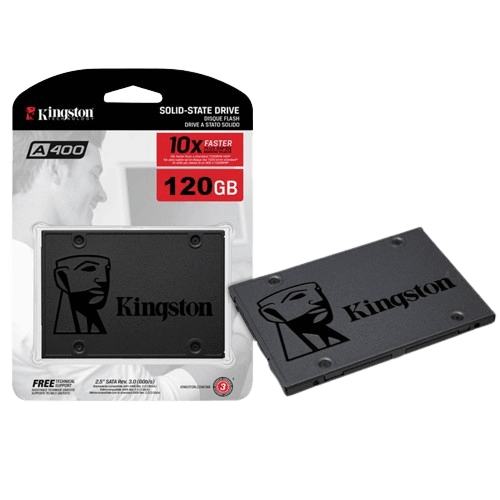 Kingston
TECHNOLOGY
SOLID-STATE DRIVE
DISQUE FLASH
DRIVE A STATO SOLIDO
A400
10x FASTER
120GB
Kingston
Kingston
FREE TECHNICAL SUPPORT
2.5" SATA Rev. 3.0 (6Gb/s)
3